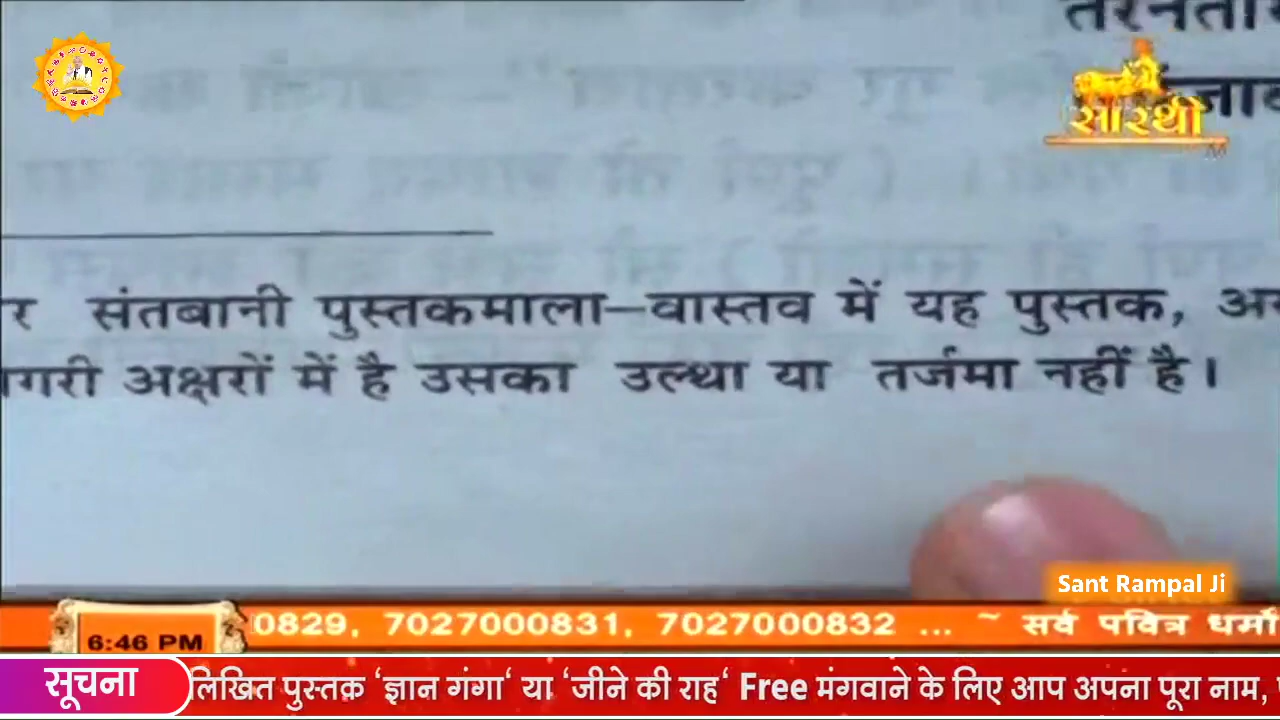 सारथी
र संतबानी पुस्तकमाला—वास्तव में यह पुस्तक,
गरी अक्षरों में है उसका उल्था या तर्जमा नहीं है।
Sant Rampal Ji
6:46 PM
0829, 7027000831, 7027000832 ... ~ सर्व पवित्र धर्मो
सूचना
लिखित पुस्तक 'ज्ञान गंगा' या 'जीने की राह' Free मंगवाने के लिए आप अपना पूरा नाम,